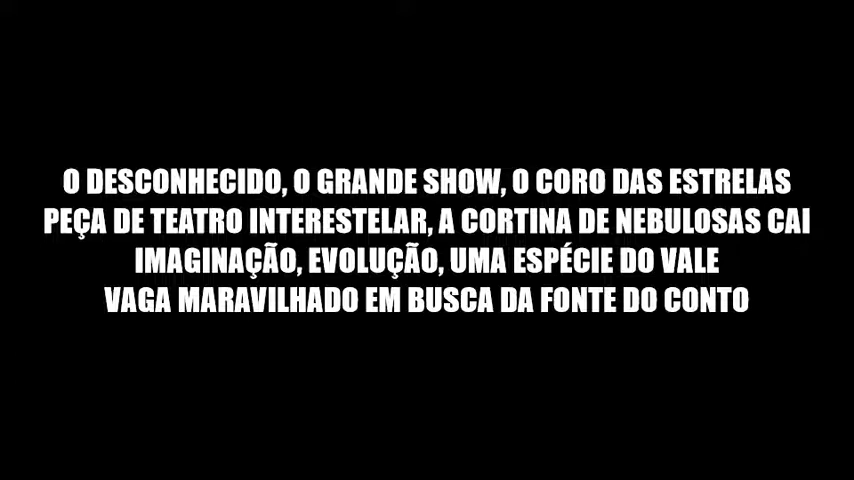 O DESCONHECIDO, O GRANDE SHOW, O CORO DAS ESTRELAS
PEÇA DE TEATRO INTERESTELAR, A CORTINA DE NEBULOSAS CAI
IMAGINAÇÃO, EVOLUÇÃO, UMA ESPÉCIE DO VALE
VAGA MARAVILHADO EM BUSCA DA FONTE DO CONTO